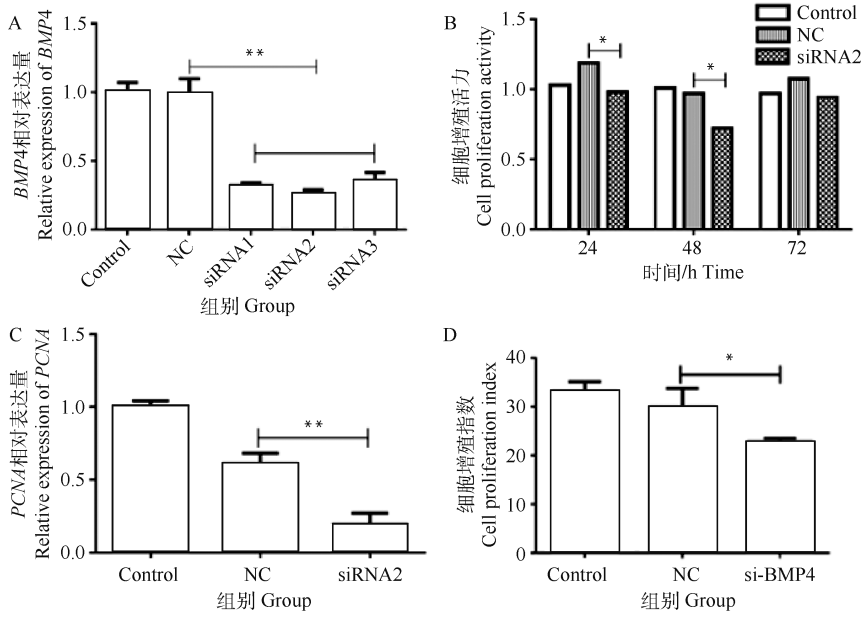 A
BMP4相对表达量
Relative expression of BMP4
1.5
1.0
0.5
0.0
**
Control
NC
siRNA1
siRNA2
siRNA3
组别 Group
B
细胞增殖活力
Cell proliferation activity
1.5
1.0
0.5
0.0
*
*
Control
NC
siRNA2
24
48
72
时间/h Time
C
PCNA相对表达量
Relative expression of PCNA
1.5
1.0
0.5
0.0
**
Control
NC
siRNA2
组别 Group
D
细胞增殖指数
Cell proliferation index
40
30
20
10
0
*
Control
NC
si-BMP4
组别 Group